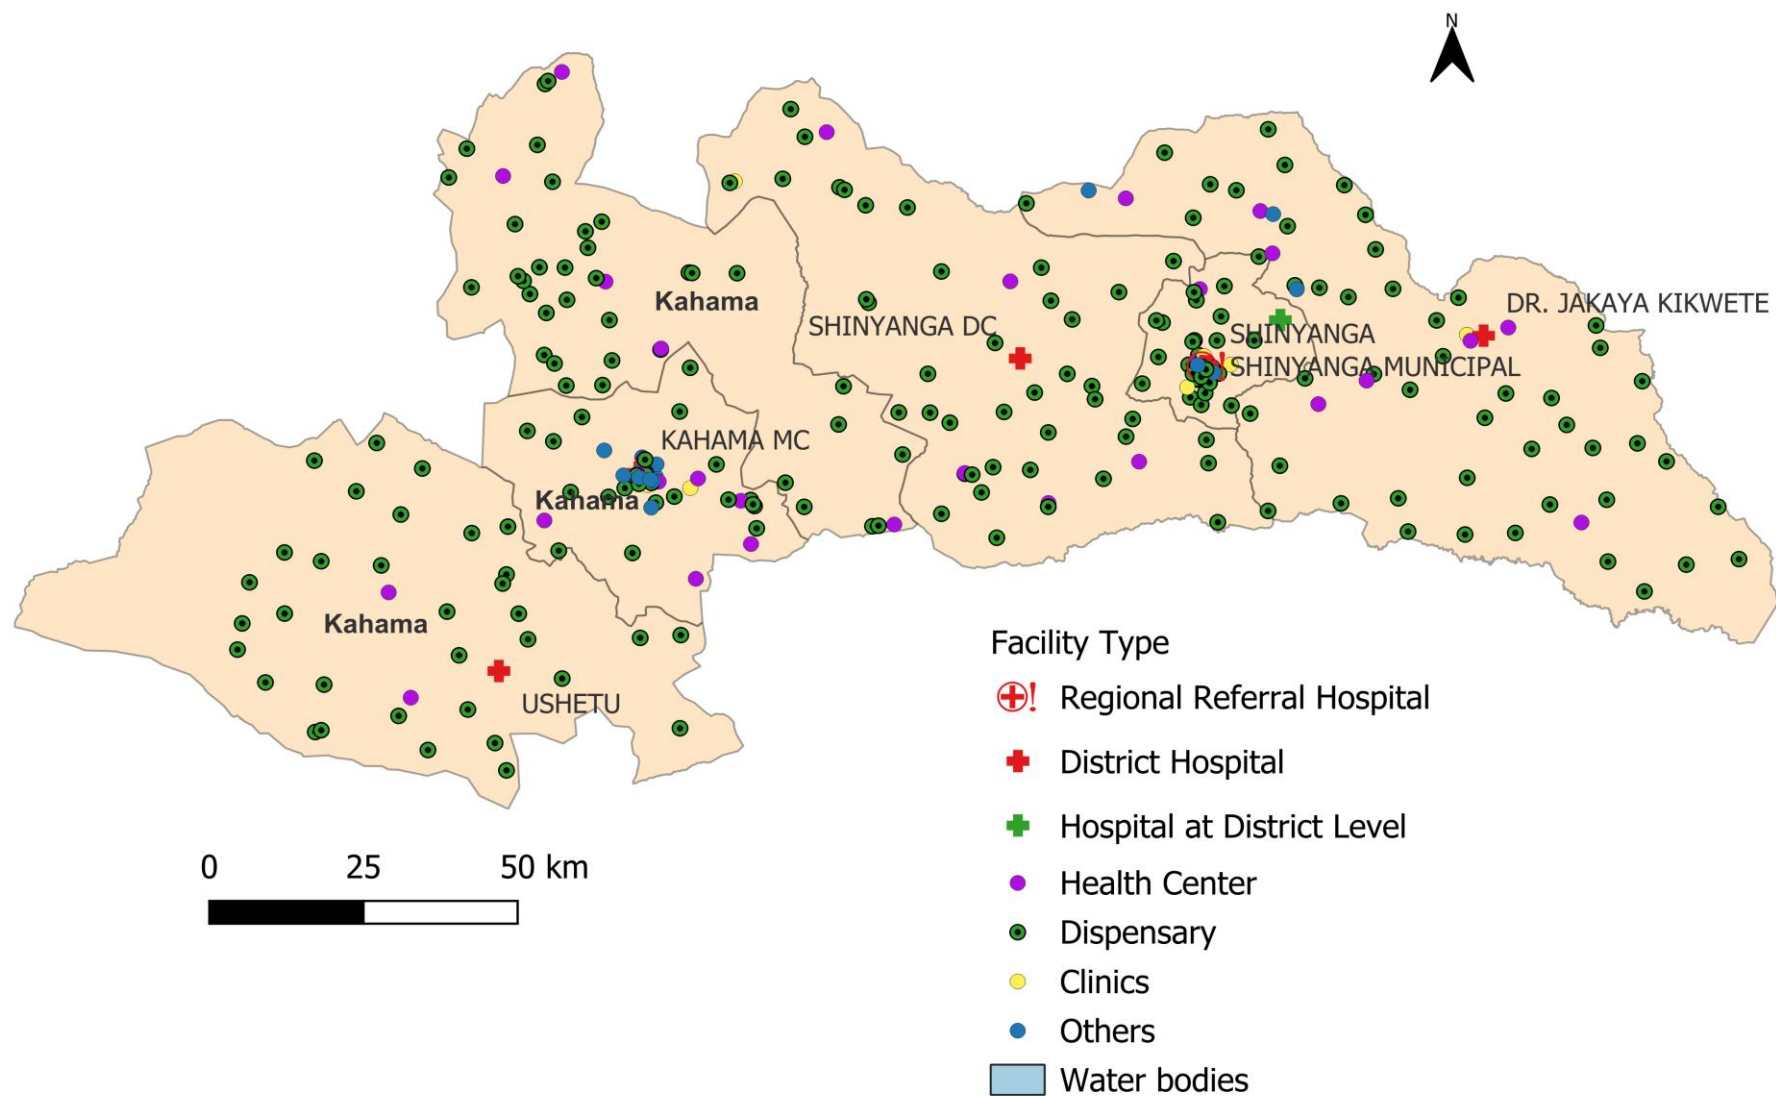 N
DR. JAKAYA KIKWETE
Kahama
SHINYANGA DC
SHINYANGA
SHINYANGA MUNICIPAL
KAHAMA MC
Kahama
Kahama
USHETU
Facility Type
Regional Referral Hospital
District Hospital
Hospital at District Level
Health Center
Dispensary
Clinics
Others
Water bodies
0 25 50 km